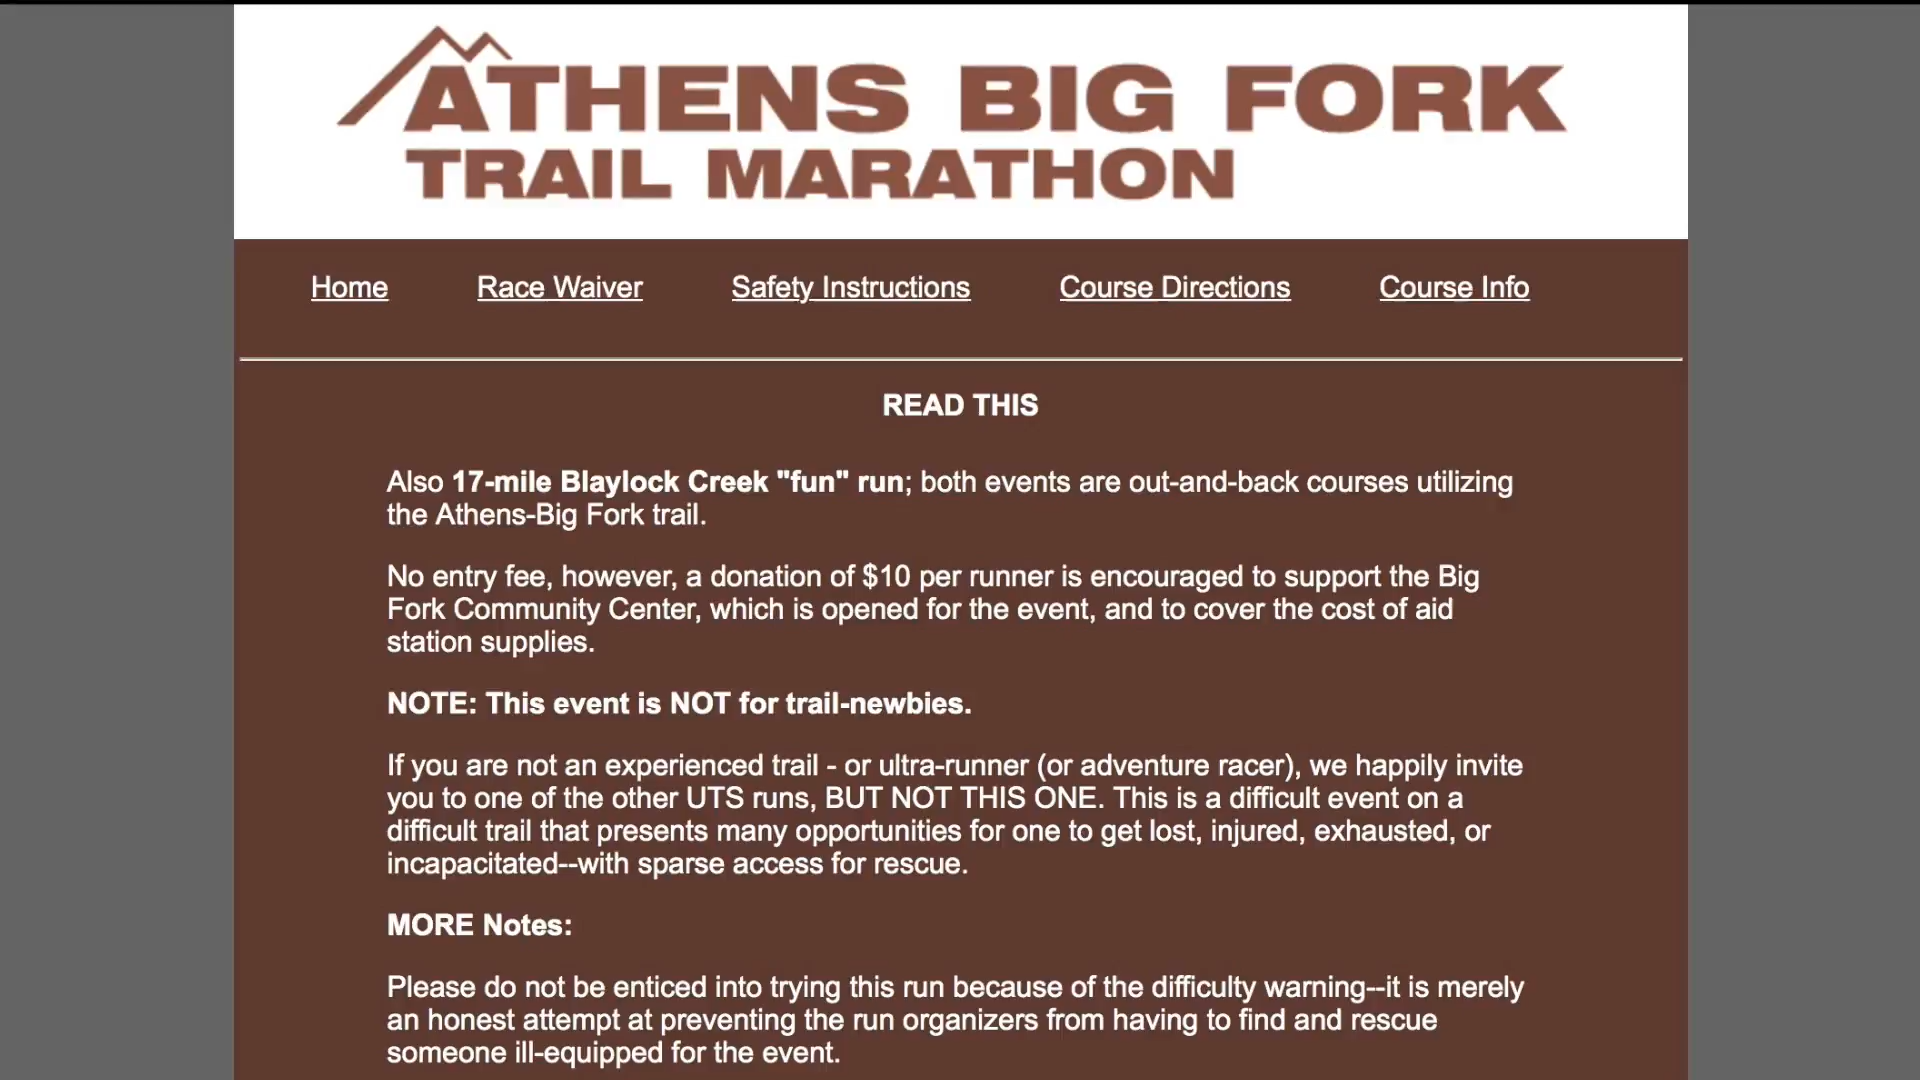 ATHENS BIG FORK
TRAIL MARATHON
Home Race Waiver Safety Instructions Course Directions Course Info
READ THIS
Also 17-mile Blaylock Creek "fun" run; both events are out-and-back courses utilizing
the Athens-Big Fork trail.
No entry fee, however, a donation of $10 per runner is encouraged to support the Big
Fork Community Center, which is opened for the event, and to cover the cost of aid
station supplies.
NOTE: This event is NOT for trail-newbies.
If you are not an experienced trail - or ultra-runner (or adventure racer), we happily invite
you to one of the other UTS runs, BUT NOT THIS ONE. This is a difficult event on a
difficult trail that presents many opportunities for one to get lost, injured, exhausted, or
incapacitated--with sparse access for rescue.
MORE Notes:
Please do not be enticed into trying this run because of the difficulty warning--it is merely
an honest attempt at preventing the run organizers from having to find and rescue
someone ill-equipped for the event.